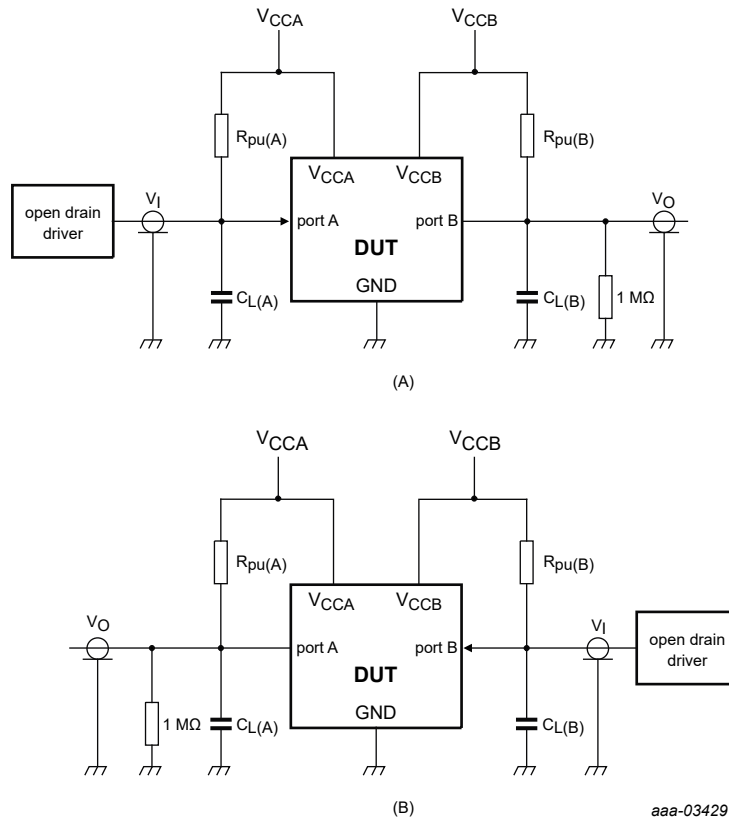 VCCA VCCB
Rpu(A) Rpu(B)
VCCA VCCB
open drain driver
VI
port A port B
VO
DUT
GND
CL(A) CL(B) 1 MΩ
(A)
VCCA VCCB
Rpu(A) Rpu(B)
VCCA VCCB
VO
port A port B
VI
open drain driver
DUT
GND
1 MΩ CL(A) CL(B)
(B)
aaa-03429